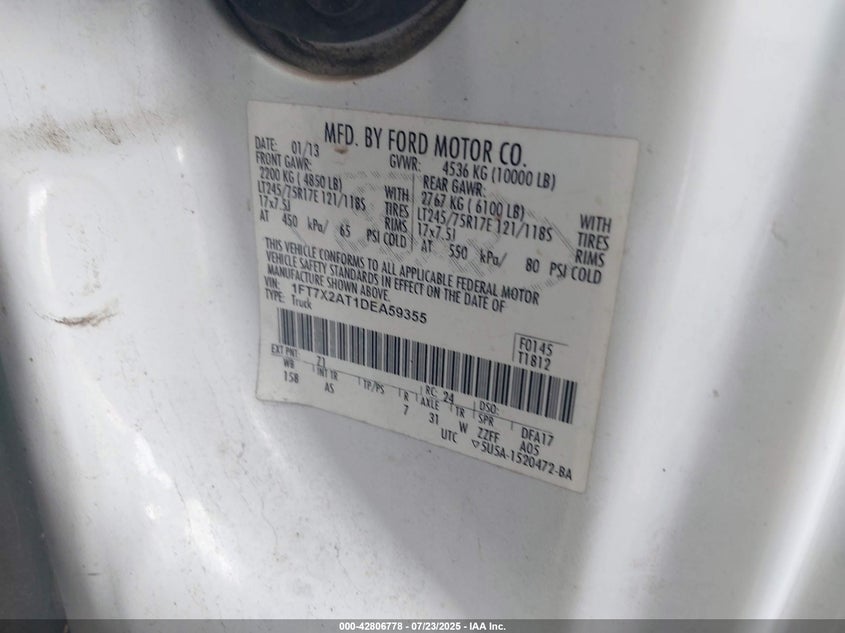 MFD. BY FORD MOTOR CO.
DATE: 01/13 GVWR: 4536 KG (10000 LB)
FRONT GAWR: REAR GAWR:
2200 KG ( 4850 LB) WITH 2767 KG ( 6100 LB) WITH
LT245/75R17E 121/118S TIRES LT245/75R17E 121/118S TIRES
17x7.5J RIMS 17x7.5J RIMS
AT 450 kPa/ 65 PSI COLD AT 550 kPa/ 80 PSI COLD
THIS VEHICLE CONFORMS TO ALL APPLICABLE FEDERAL MOTOR
VEHICLE SAFETY STANDARDS IN EFFECT ON THE DATE OF
MANUFACTURE SHOWN ABOVE.
VIN: 1FT7X2AT1DEA59355
TYPE: Truck
F0145
T1812
EXT PNT: Z1 RC: 24 DSO:
WB INT TR TP/PS R AXLE TR SPR DFA17
158 AS 7 31 W ZZFF A05
UTC ▽5USA-1520472-BA
000-42806778 - 07/23/2025 - IAA Inc.